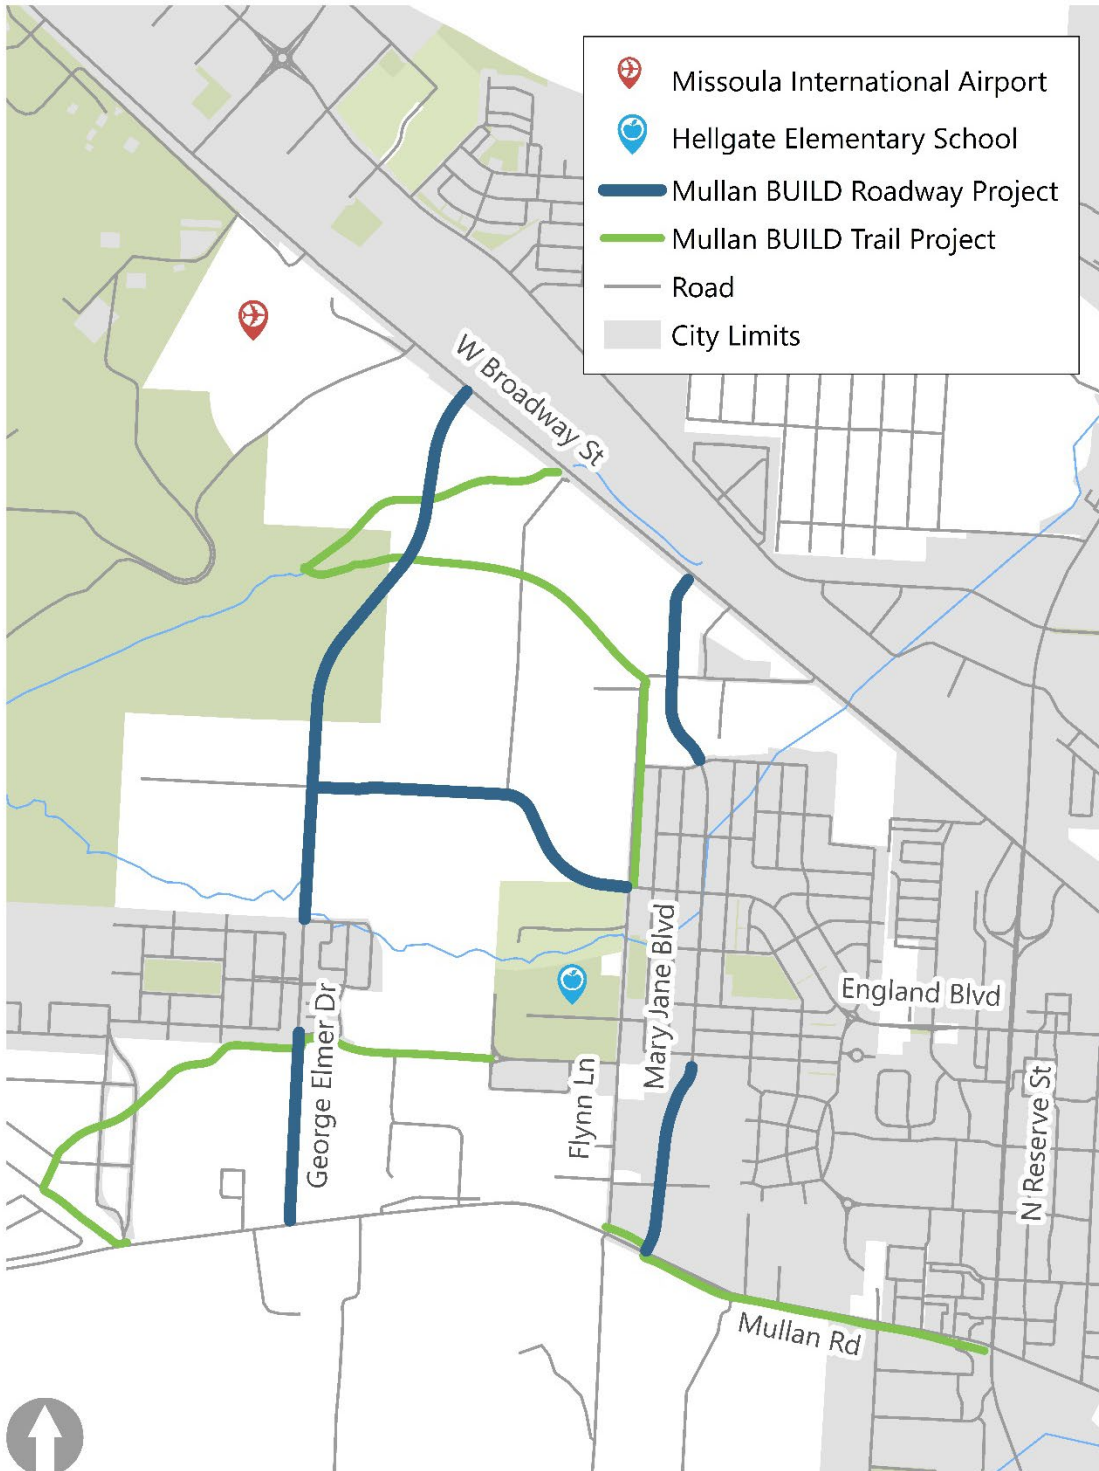 Missoula International Airport
Hellgate Elementary School
Mullan BUILD Roadway Project
Mullan BUILD Trail Project
Road
City Limits
W Broadway St
Mary Jane Blvd
England Blvd
George Elmer Dr
Flynn Ln
N Reserve St
Mullan Rd